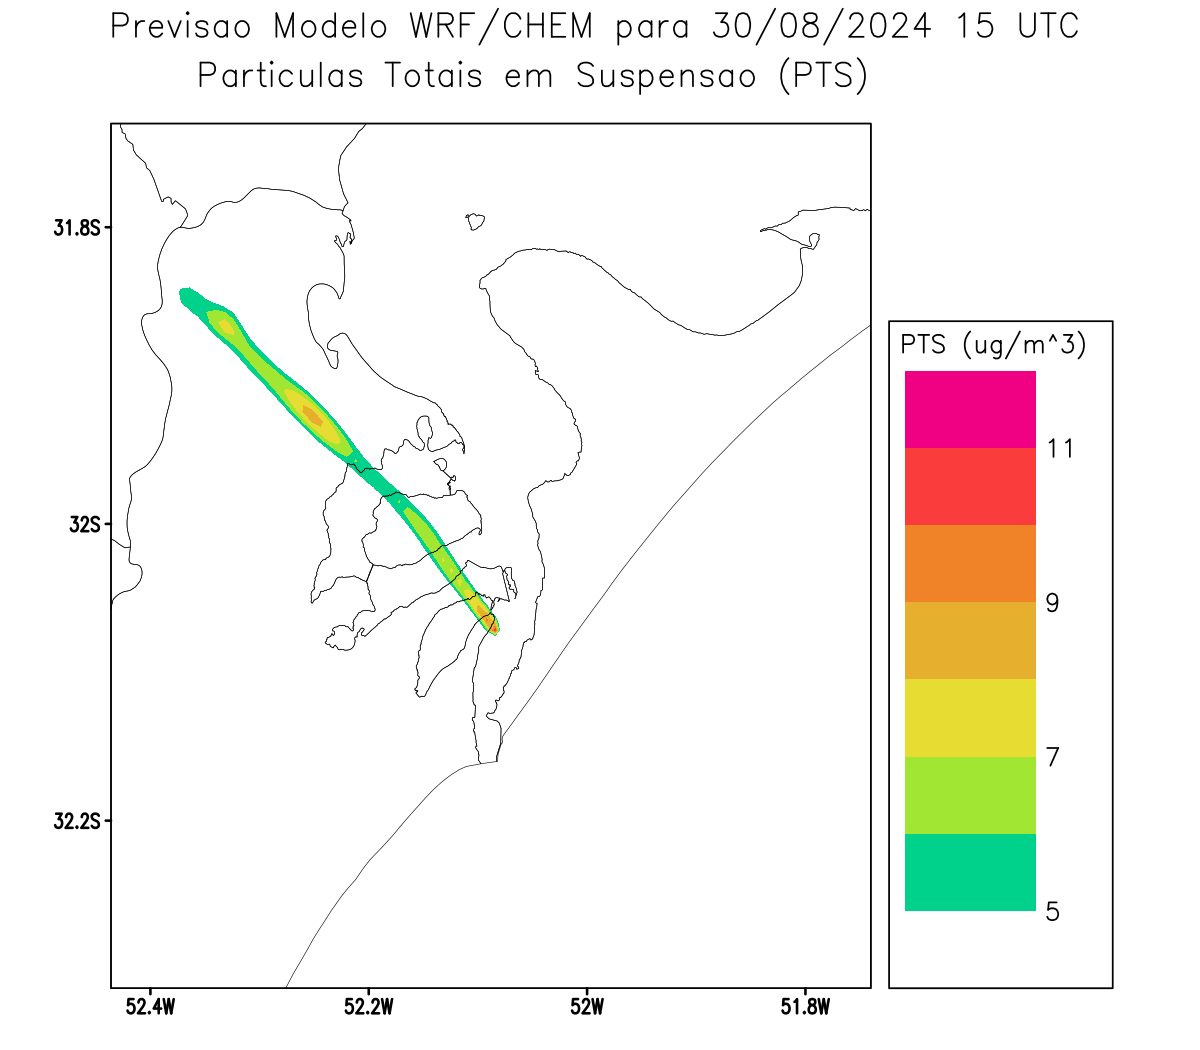 Previsao Modelo WRF/CHEM para 30/08/2024 15 UTC
Particulas Totais em Suspensao (PTS)
31.8S
32S
32.2S
52.4W
52.2W
52W
51.8W
PTS (ug/m^3)
11
9
7
5